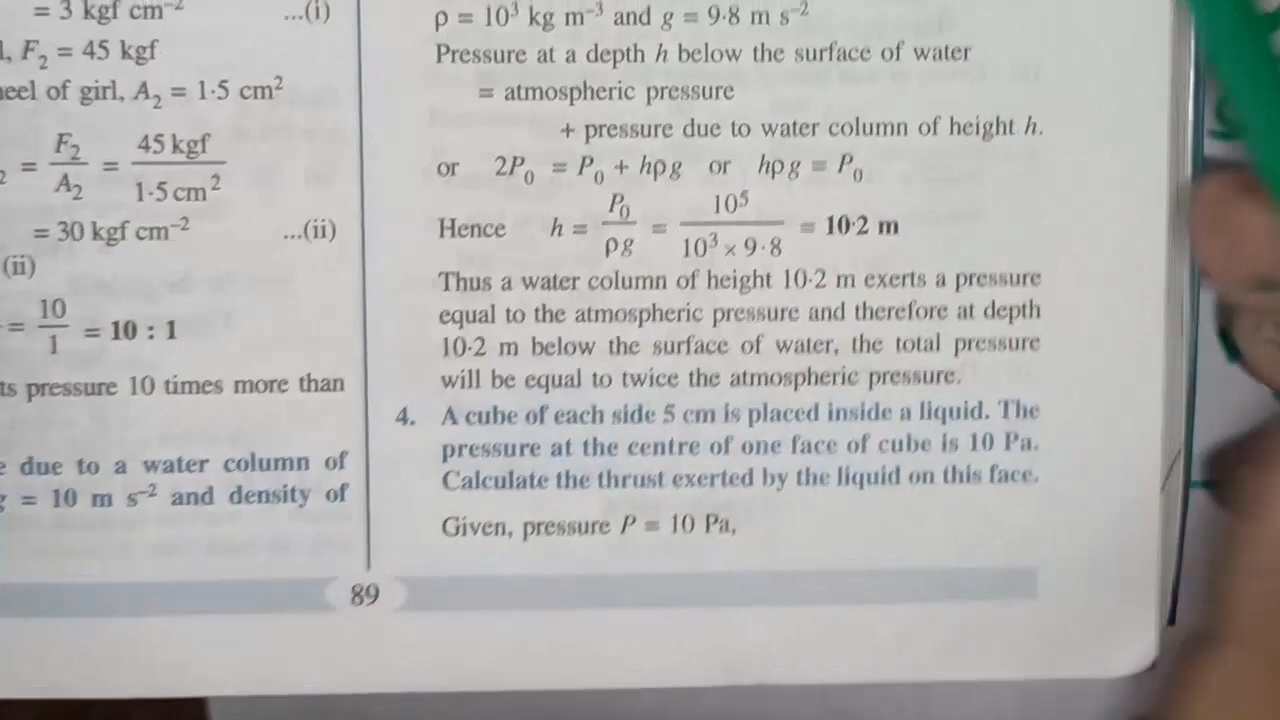 = 3 kgf cm⁻² ...(i)
, F₂ = 45 kgf
heel of girl, A₂ = 1·5 cm²
₂ = F₂/A₂ = 45 kgf/1·5 cm²
= 30 kgf cm⁻² ...(ii)
(ii)
= 10/1 = 10 : 1
ts pressure 10 times more than
e due to a water column of
g = 10 m s⁻² and density of
ρ = 10³ kg m⁻³ and g = 9·8 m s⁻²
Pressure at a depth h below the surface of water
= atmospheric pressure
+ pressure due to water column of height h.
or 2P₀ = P₀ + hρg or hρg = P₀
Hence h = P₀/ρg = 10⁵/10³ × 9·8 = 10·2 m
Thus a water column of height 10·2 m exerts a pressure
equal to the atmospheric pressure and therefore at depth
10·2 m below the surface of water, the total pressure
will be equal to twice the atmospheric pressure.
4. A cube of each side 5 cm is placed inside a liquid. The
pressure at the centre of one face of cube is 10 Pa.
Calculate the thrust exerted by the liquid on this face.
Given, pressure P = 10 Pa,
89